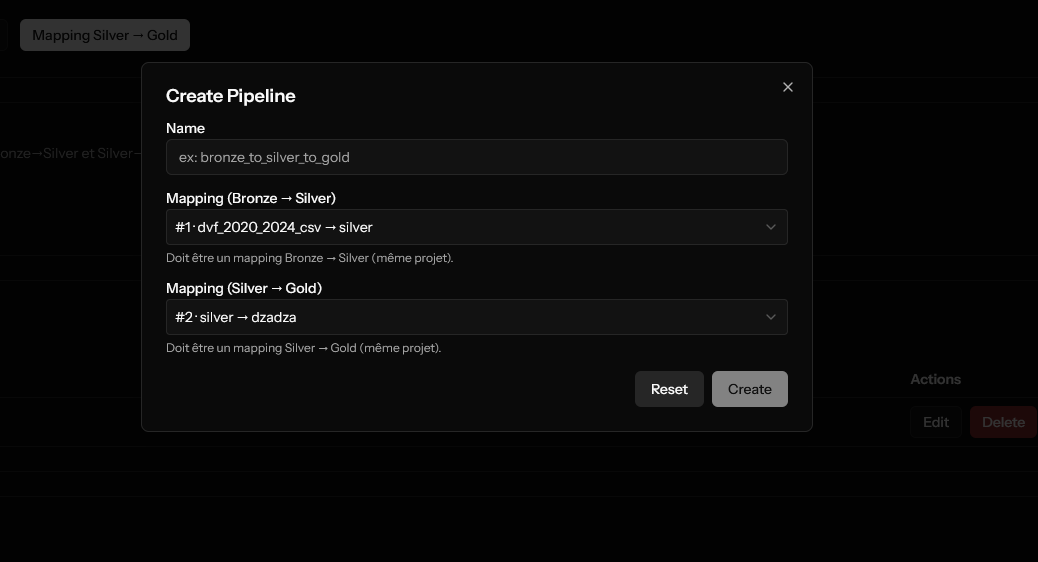 Mapping Silver → Gold
Create Pipeline
Name
ex: bronze_to_silver_to_gold
onze→Silver et Silver→
Mapping (Bronze → Silver)
#1 · dvf_2020_2024_csv → silver
Doit être un mapping Bronze → Silver (même projet).
Mapping (Silver → Gold)
#2 · silver → dzadza
Doit être un mapping Silver → Gold (même projet).
Actions
Reset
Create
Edit
Delete